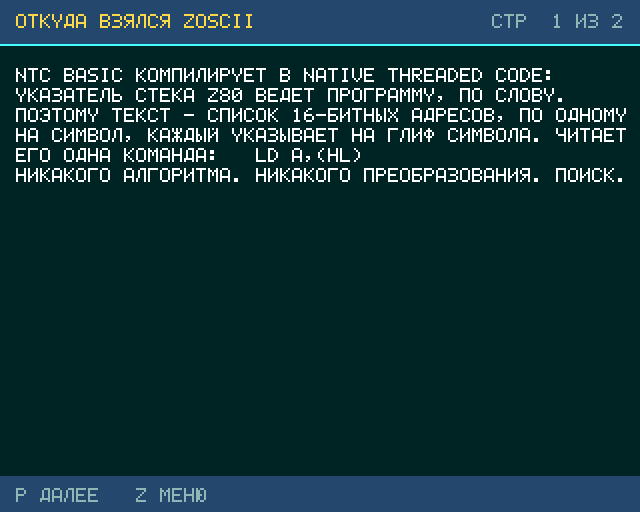 ОТКУДА ВЗЯЛСЯ ZOSCII СТР 1 ИЗ 2
NTC BASIC КОМПИЛИРУЕТ В NATIVE THREADED CODE:
УКАЗАТЕЛЬ СТЕКА Z80 ВЕДЕТ ПРОГРАММУ, ПО СЛОВУ.
ПОЭТОМУ ТЕКСТ - СПИСОК 16-БИТНЫХ АДРЕСОВ, ПО ОДНОМУ
НА СИМВОЛ, КАЖДЫЙ УКАЗЫВАЕТ НА ГЛИФ СИМВОЛА. ЧИТАЕТ
ЕГО ОДНА КОМАНДА: LD A,(HL)
НИКАКОГО АЛГОРИТМА. НИКАКОГО ПРЕОБРАЗОВАНИЯ. ПОИСК.
P ДАЛЕЕ Z МЕНЮ